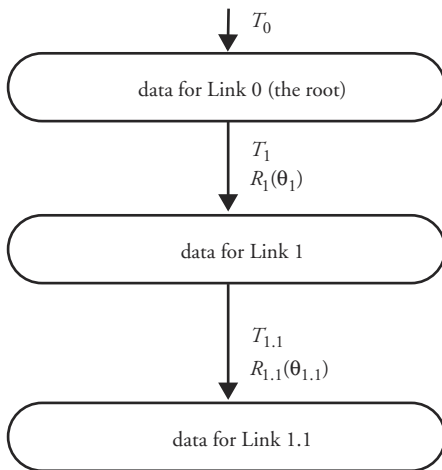 T₀
data for Link 0 (the root)
T₁
R₁(θ₁)
data for Link 1
T₁.₁
R₁.₁(θ₁.₁)
data for Link 1.1